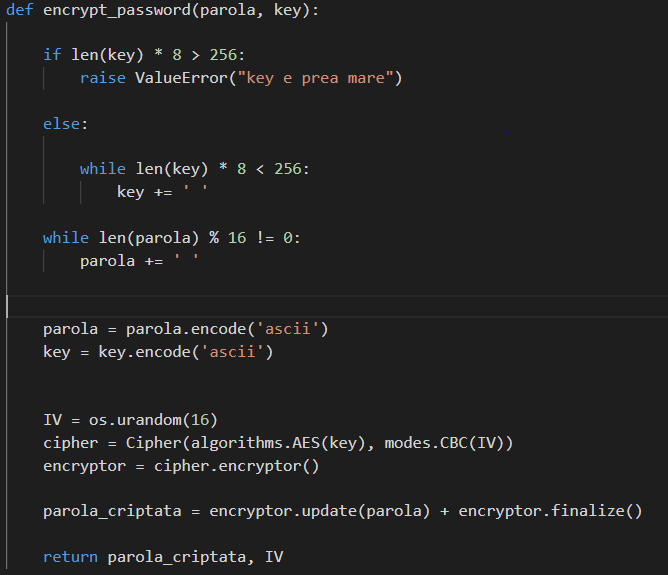 def encrypt_password(parola, key):
    if len(key) * 8 > 256:
        raise ValueError("key e prea mare")
    else:
        while len(key) * 8 < 256:
            key += ' '
    while len(parola) % 16 != 0:
        parola += ' '
    parola = parola.encode('ascii')
    key = key.encode('ascii')
    IV = os.urandom(16)
    cipher = Cipher(algorithms.AES(key), modes.CBC(IV))
    encryptor = cipher.encryptor()
    parola_criptata = encryptor.update(parola) + encryptor.finalize()
    return parola_criptata, IV